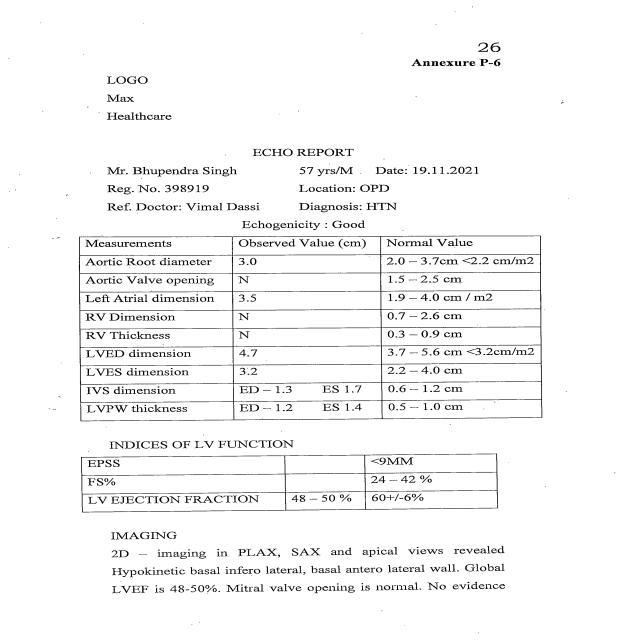 26
Annexure P-6
LOGO
Max
Healthcare
ECHO REPORT
Mr. Bhupendra Singh 57 yrs/M Date: 19.11.2021
Reg. No. 398919 Location: OPD
Ref. Doctor: Vimal Dassi Diagnosis: HTN
Echogenicity : Good
Measurements Observed Value (cm) Normal Value
Aortic Root diameter 3.0 2.0 – 3.7cm <2.2 cm/m2
Aortic Valve opening N 1.5 – 2.5 cm
Left Atrial dimension 3.5 1.9 – 4.0 cm / m2
RV Dimension N 0.7 – 2.6 cm
RV Thickness N 0.3 – 0.9 cm
LVED dimension 4.7 3.7 – 5.6 cm <3.2cm/m2
LVES dimension 3.2 2.2 – 4.0 cm
IVS dimension ED – 1.3 ES 1.7 0.6 – 1.2 cm
LVPW thickness ED – 1.2 ES 1.4 0.5 – 1.0 cm
INDICES OF LV FUNCTION
EPSS <9MM
FS% 24 – 42 %
LV EJECTION FRACTION 48 – 50 % 60+/-6%
IMAGING
2D – imaging in PLAX, SAX and apical views revealed
Hypokinetic basal infero lateral, basal antero lateral wall. Global
LVEF is 48-50%. Mitral valve opening is normal. No evidence